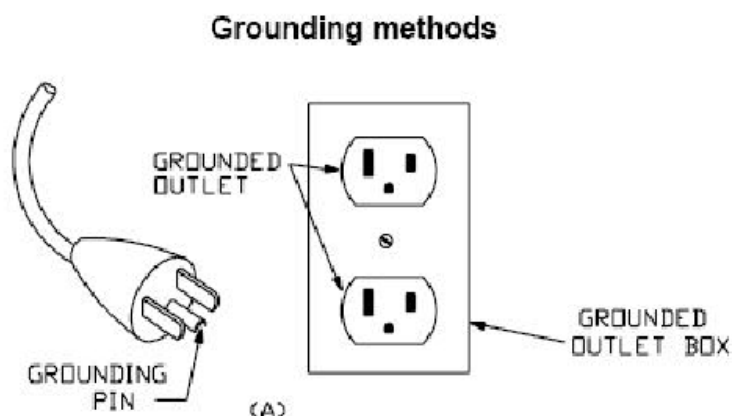 Grounding methods
GROUNDED
OUTLET
GROUNDED
OUTLET BOX
GROUNDING
PIN
(A)